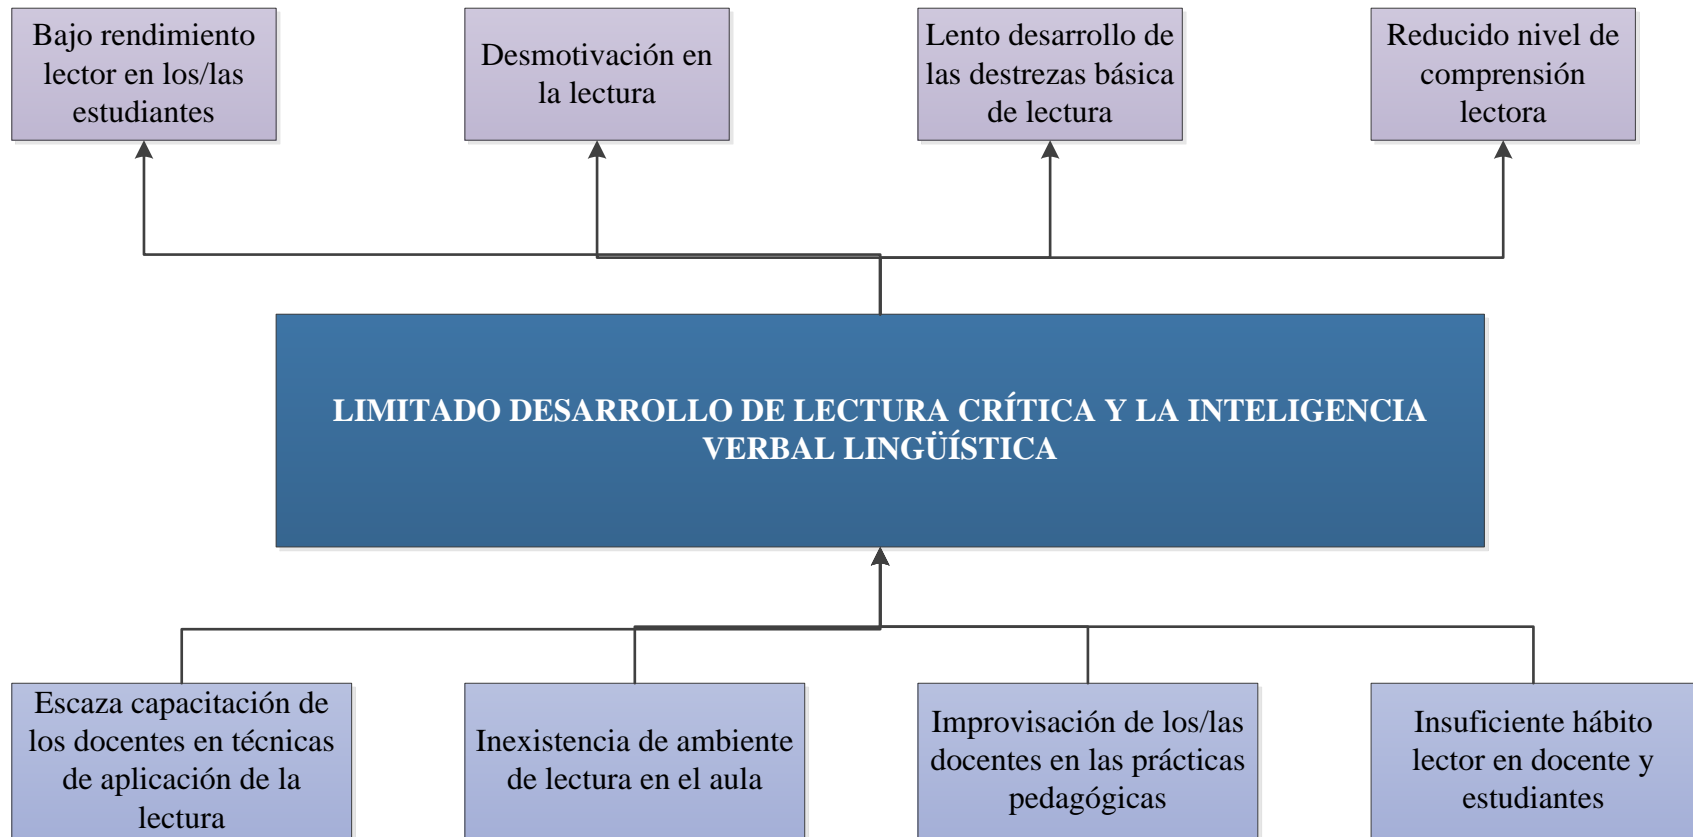 Bajo rendimiento
lector en los/las
estudiantes
Desmotivación en
la lectura
Lento desarrollo de
las destrezas básica
de lectura
Reducido nivel de
comprensión
lectora
LIMITADO DESARROLLO DE LECTURA CRÍTICA Y LA INTELIGENCIA
VERBAL LINGÜÍSTICA
Escaza capacitación de
los docentes en técnicas
de aplicación de la
lectura
Inexistencia de ambiente
de lectura en el aula
Improvisación de los/las
docentes en las prácticas
pedagógicas
Insuficiente hábito
lector en docente y
estudiantes